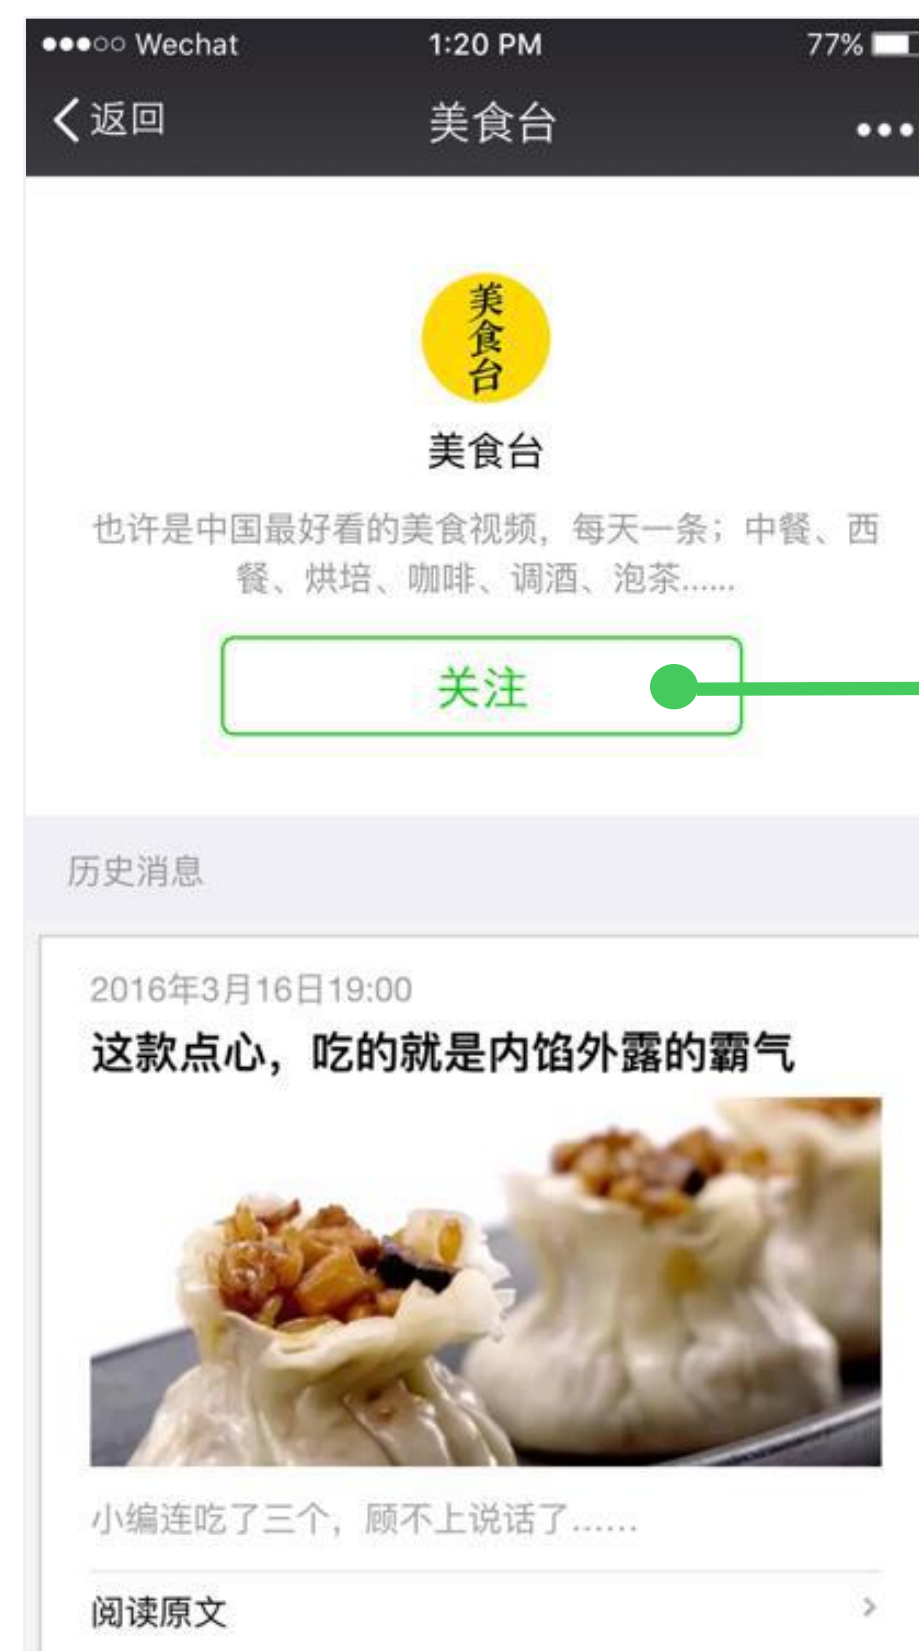 Wechat 1:20 PM 77%
返回 美食台
美食台
美食台
也许是中国最好看的美食视频，每天一条；中餐、西
餐、烘培、咖啡、调酒、泡茶......
关注
历史消息
2016年3月16日19:00
这款点心，吃的就是内馅外露的霸气
小编连吃了三个，顾不上说话了......
阅读原文